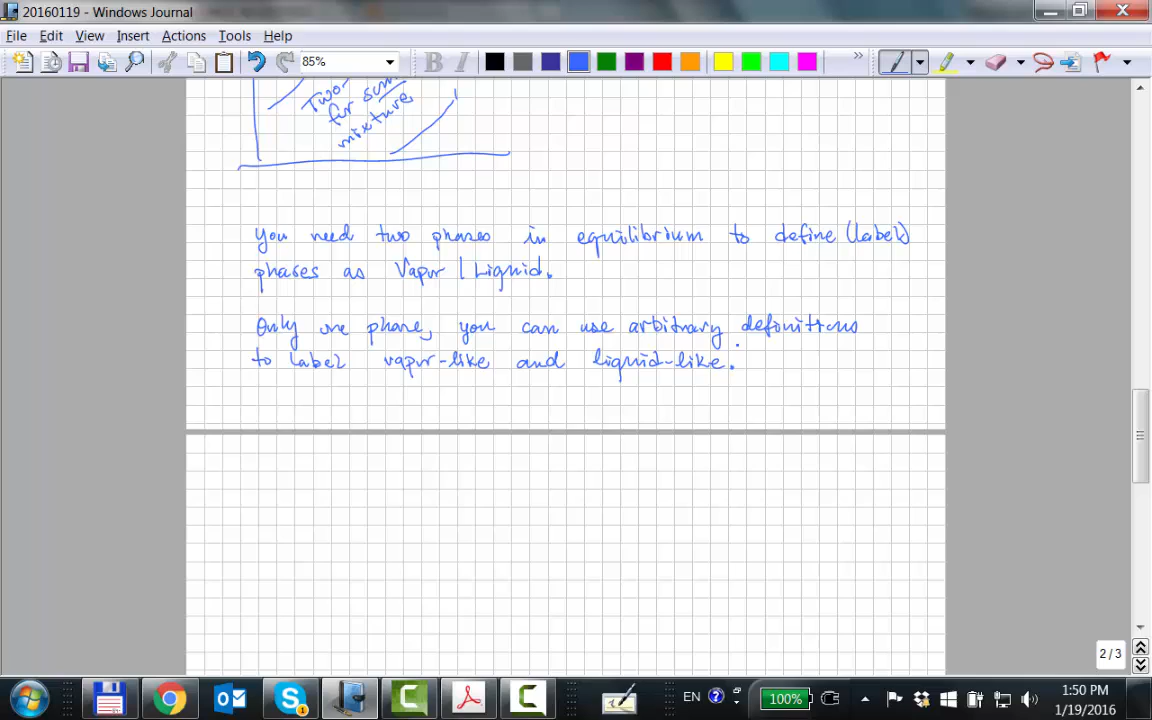 20160119 - Windows Journal
File Edit View Insert Actions Tools Help
85% B I
Two
for
mixture
You need two phases in equilibrium to define (label)
phases as Vapor | Liquid.
Only one phase, you can use arbitrary definitions
to label vapor-like and liquid-like.
2 / 3
EN 100% 1:50 PM
1/19/2016